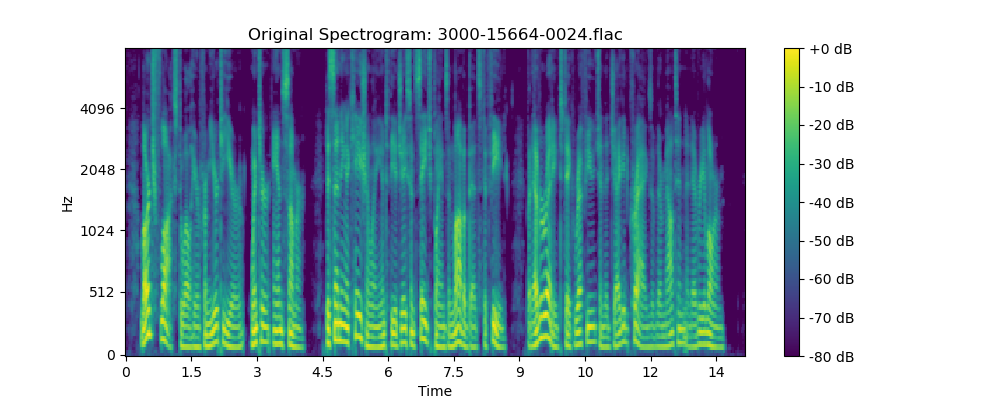 Original Spectrogram: 3000-15664-0024.flac
Hz
4096
2048
1024
512
0
0 1.5 3 4.5 6 7.5 9 10 12 14
Time
+0 dB
-10 dB
-20 dB
-30 dB
-40 dB
-50 dB
-60 dB
-70 dB
-80 dB